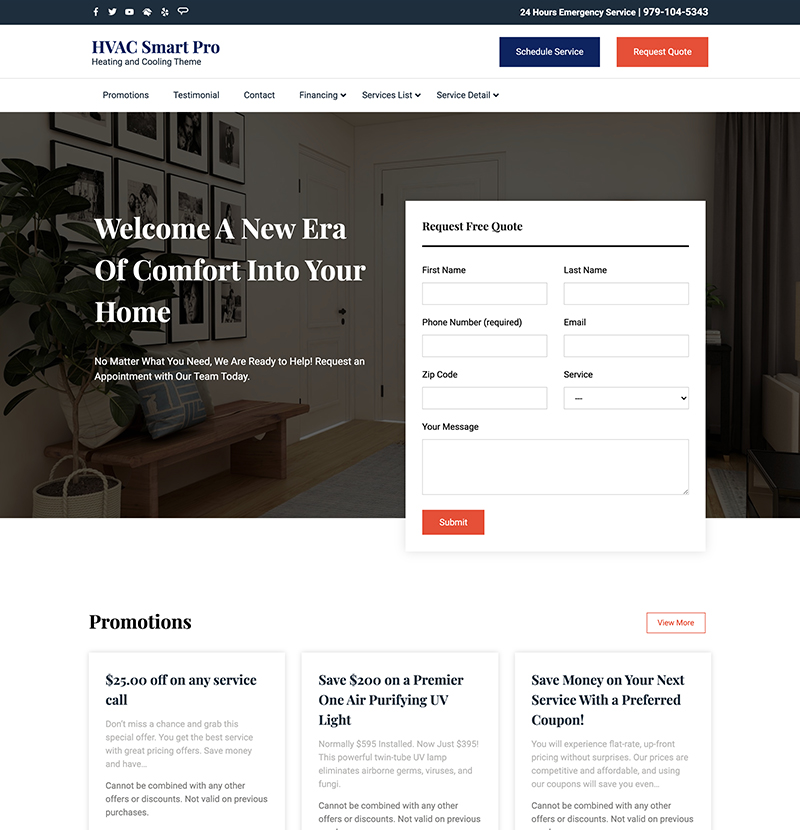 24 Hours Emergency Service | 979-104-5343
HVAC Smart Pro
Heating and Cooling Theme
Schedule Service
Request Quote
Promotions
Testimonial
Contact
Financing
Services List
Service Detail
Welcome A New Era
Of Comfort Into Your
Home
No Matter What You Need, We Are Ready to Help! Request an
Appointment with Our Team Today.
Request Free Quote
First Name
Last Name
Phone Number (required)
Email
Zip Code
Service
---
Your Message
Submit
Promotions
View More
$25.00 off on any service
call
Don't miss a chance and grab this
special offer. You get the best service
with great pricing offers. Save money
and have...
Cannot be combined with any other
offers or discounts. Not valid on previous
purchases.
Save $200 on a Premier
One Air Purifying UV
Light
Normally $595 Installed. Now Just $395!
This powerful twin-tube UV lamp
eliminates airborne germs, viruses, and
fungi.
Cannot be combined with any other
offers or discounts. Not valid on previous
Save Money on Your Next
Service With a Preferred
Coupon!
You will experience flat-rate, up-front
pricing without surprises. Our prices are
competitive and affordable, and using
our coupons will save you even...
Cannot be combined with any other
offers or discounts. Not valid on previous